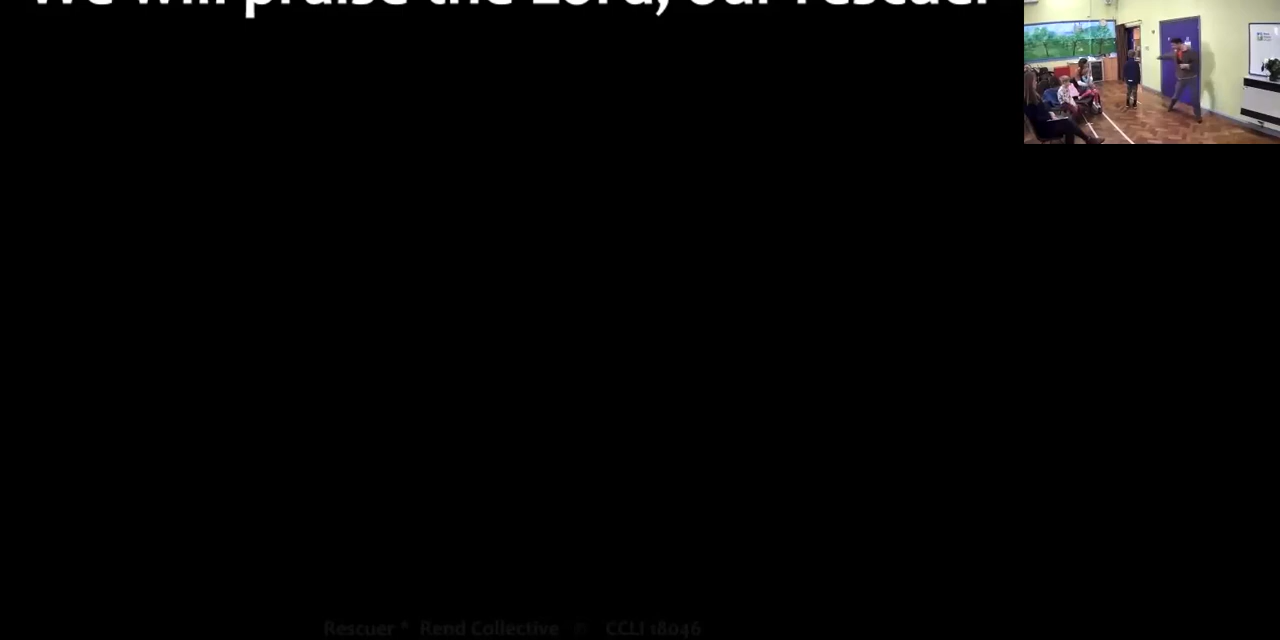 We will praise the Lord, our rescuer
Rescuer * Rend Collective © CCLI 18046